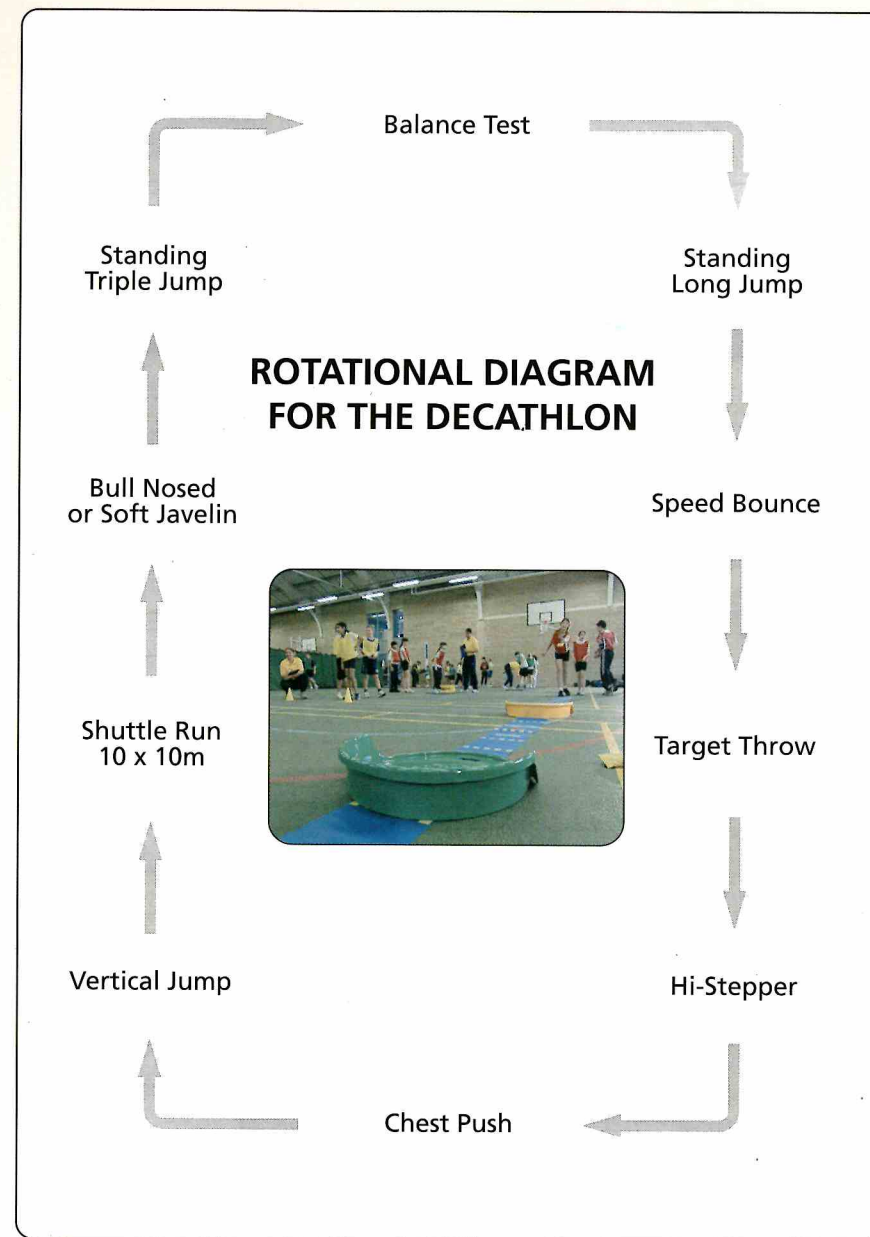 Balance Test
Standing
Long Jump
Speed Bounce
Target Throw
Hi-Stepper
Chest Push
Vertical Jump
Shuttle Run
10 x 10m
Bull Nosed
or Soft Javelin
Standing
Triple Jump
ROTATIONAL DIAGRAM
FOR THE DECATHLON